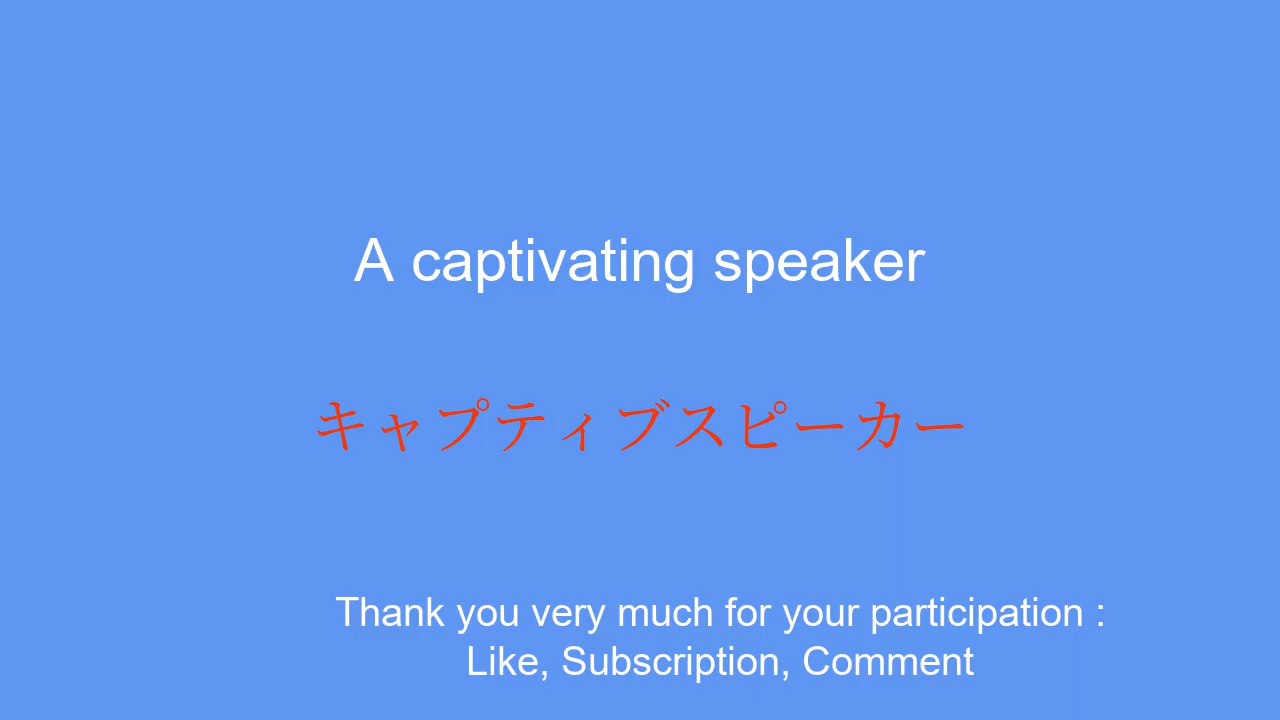 A captivating speaker
キャプティブスピーカー
Thank you very much for your participation :
Like, Subscription, Comment